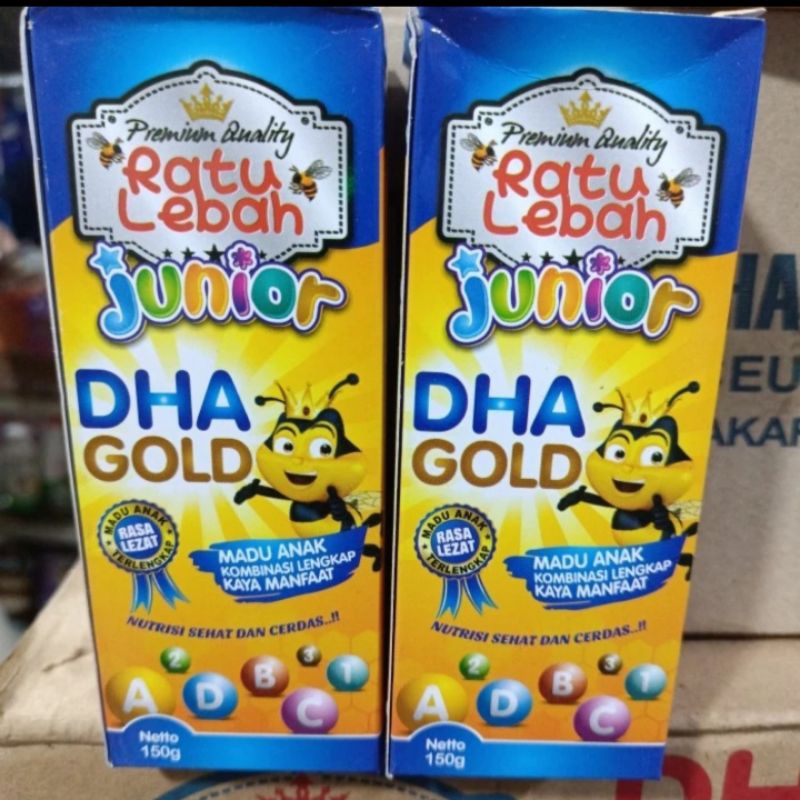 Premium Quality
Ratu
Lebah
junior
DHA
GOLD
MADU ANAK
RASA
LEZAT
TERLENGKAP
MADU ANAK
KOMBINASI LENGKAP
KAYA MANFAAT
NUTRISI SEHAT DAN CERDAS..!!
2 3
A D B C 1
Netto
150g
Premium Quality
Ratu
Lebah
junior
DHA
GOLD
MADU ANAK
RASA
LEZAT
TERLENGKAP
MADU ANAK
KOMBINASI LENGKAP
KAYA MANFAAT
NUTRISI SEHAT DAN CERDAS..!!
2 3
A D B C 1
Netto
150g